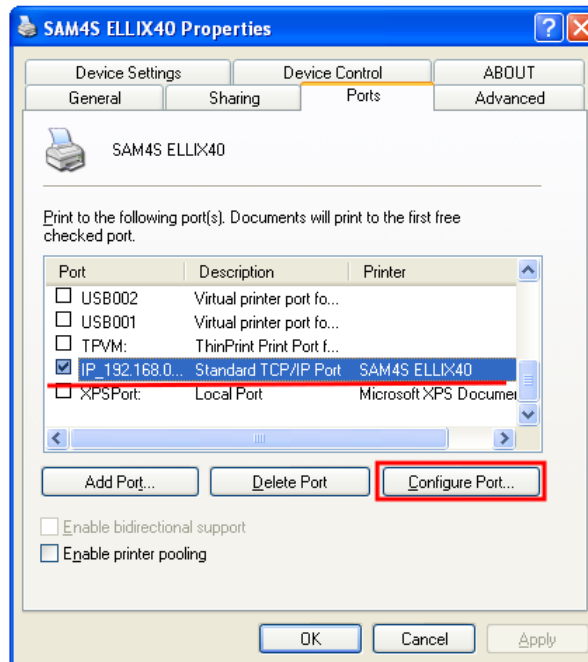 SAM4S ELLIX40 Properties
Device Settings Device Control ABOUT
General Sharing Ports Advanced
SAM4S ELLIX40
Print to the following port(s). Documents will print to the first free
checked port.
Port Description Printer
USB002 Virtual printer port fo...
USB001 Virtual printer port fo...
TPVM: ThinPrint Print Port f...
IP_192.168.0... Standard TCP/IP Port SAM4S ELLIX40
XPSPort: Local Port Microsoft XPS Documen
Add Port... Delete Port Configure Port...
Enable bidirectional support
Enable printer pooling
OK Cancel Apply